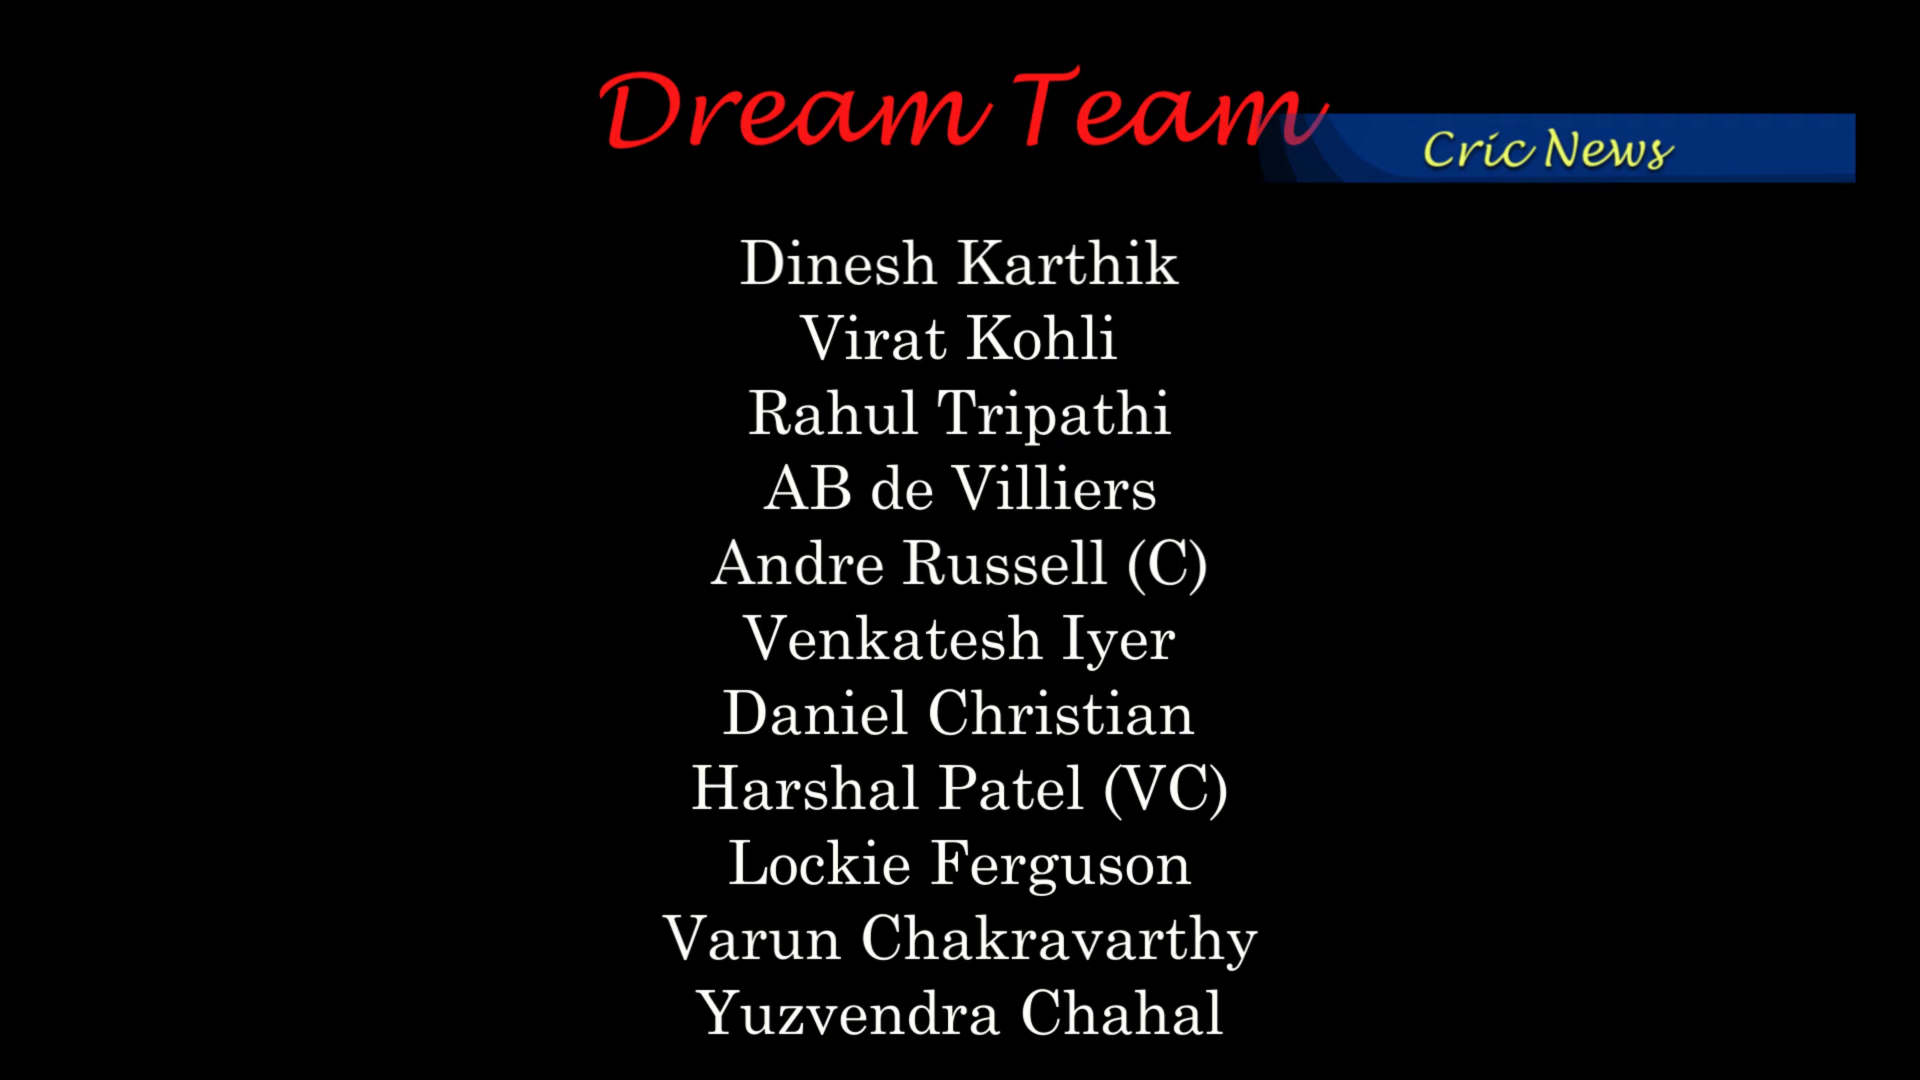 Dream Team
Cric News
Dinesh Karthik
Virat Kohli
Rahul Tripathi
AB de Villiers
Andre Russell (C)
Venkatesh Iyer
Daniel Christian
Harshal Patel (VC)
Lockie Ferguson
Varun Chakravarthy
Yuzvendra Chahal